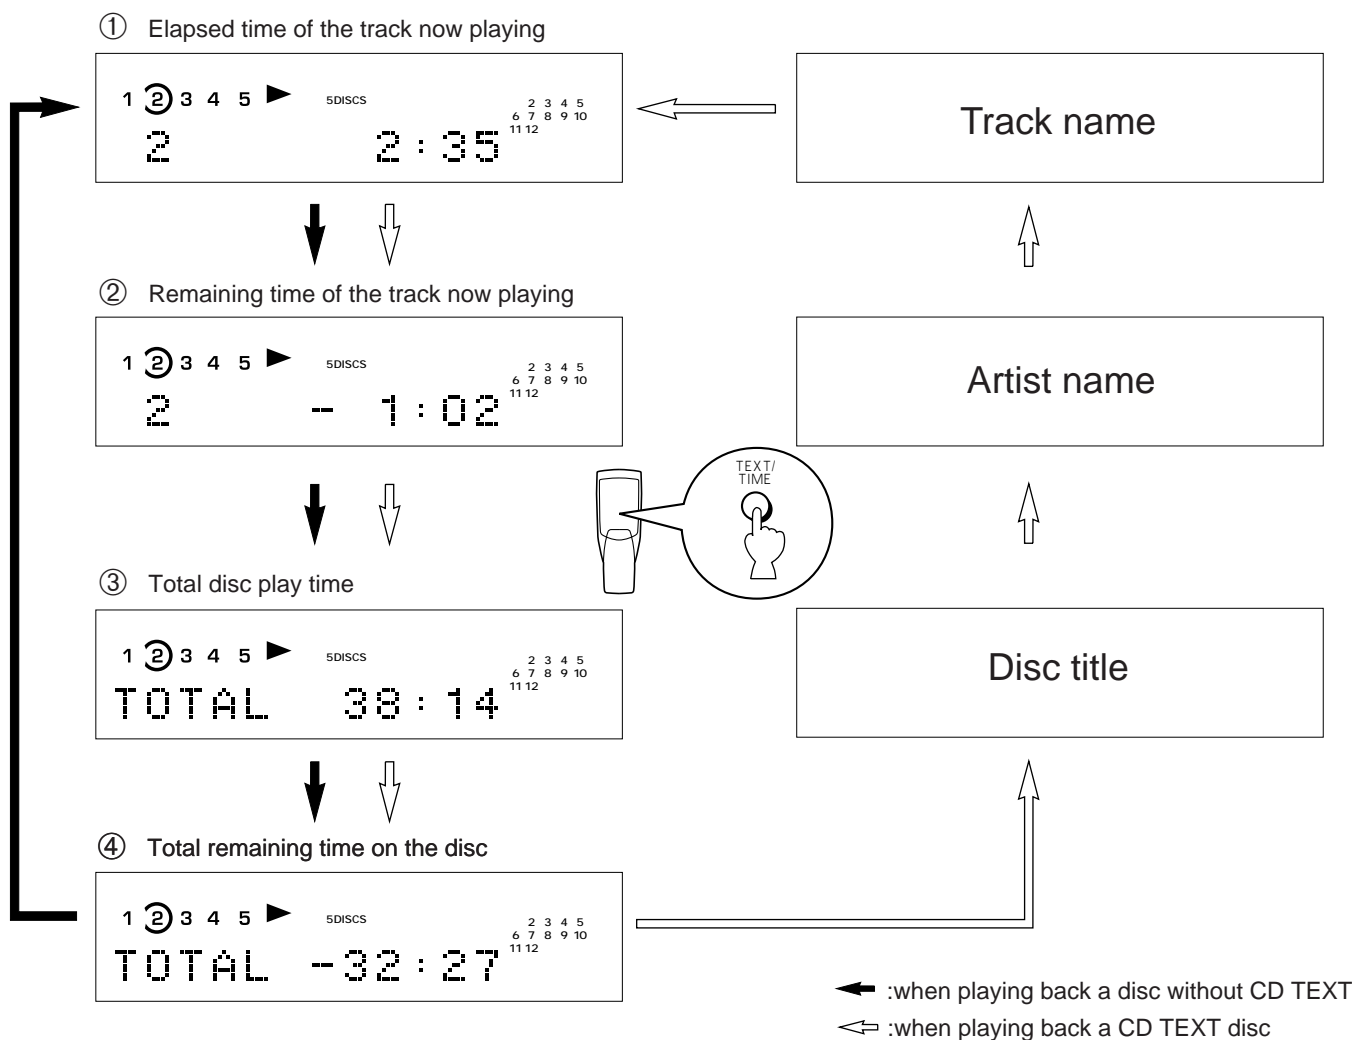 ① Elapsed time of the track now playing
1 2 3 4 5 5DISCS
2 3 4 5
6 7 8 9 10
11 12
2 2:35
Track name
② Remaining time of the track now playing
1 2 3 4 5 5DISCS
2 3 4 5
6 7 8 9 10
11 12
2 - 1:02
Artist name
TEXT/
TIME
③ Total disc play time
1 2 3 4 5 5DISCS
2 3 4 5
6 7 8 9 10
11 12
TOTAL 38:14
Disc title
④ Total remaining time on the disc
1 2 3 4 5 5DISCS
2 3 4 5
6 7 8 9 10
11 12
TOTAL -32:27
:when playing back a disc without CD TEXT
:when playing back a CD TEXT disc